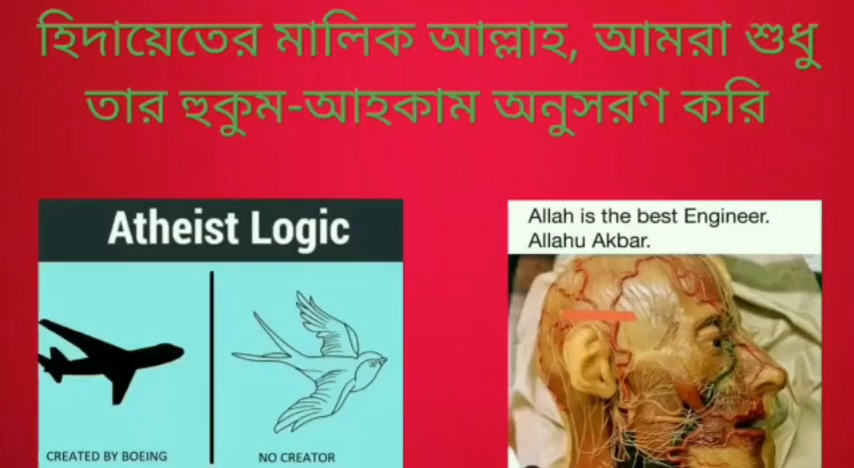 হিদায়েতের মালিক আল্লাহ, আমরা শুধু
তার হুকুম-আহকাম অনুসরণ করি
Atheist Logic
CREATED BY BOEING
NO CREATOR
Allah is the best Engineer.
Allahu Akbar.